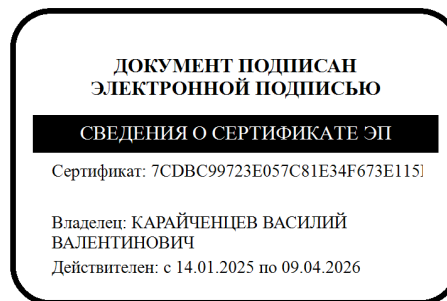 ДОКУМЕНТ ПОДПИСАН
ЭЛЕКТРОННОЙ ПОДПИСЬЮ
СВЕДЕНИЯ О СЕРТИФИКАТЕ ЭП
Сертификат: 7CDBC99723E057C81E34F673E115
Владелец: КАРАЙЧЕНЦЕВ ВАСИЛИЙ
ВАЛЕНТИНОВИЧ
Действителен: с 14.01.2025 по 09.04.2026